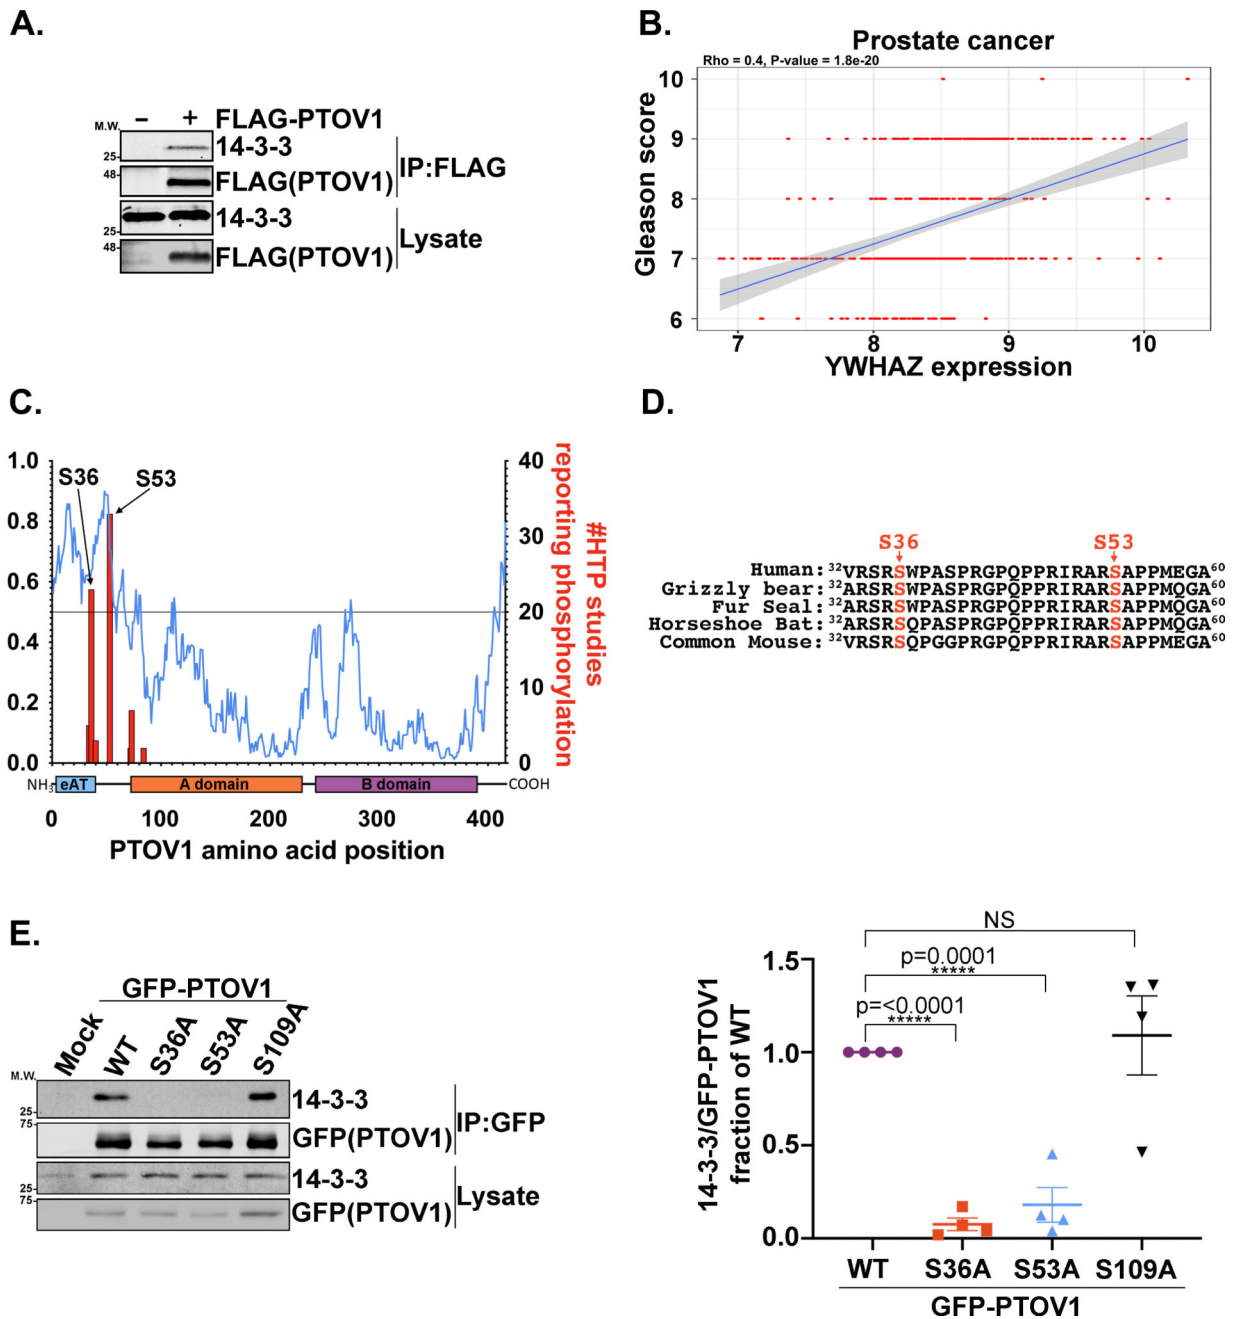 A.
FLAG-PTOV1
− +
M.W.
14-3-3
25-
48-
FLAG(PTOV1)
IP:FLAG
14-3-3
25-
48-
FLAG(PTOV1)
Lysate
B.
Prostate cancer
Rho = 0.4, P-value = 1.8e-20
Gleason score
10
9
8
7
6
7 8 9 10
YWHAZ expression
C.
1.0
0.8
0.6
0.4
0.2
0.0
S36
S53
40
30
20
10
0
#HTP studies
reporting phosphorylation
NH3 eAT A domain B domain COOH
0 100 200 300 400
PTOV1 amino acid position
D.
S36 S53
Human: 32VRSRSWPASPRGPQPPRIRARSAPPMEGA60
Grizzly bear: 32ARSRSWPASPRGPQPPRIRARSAPPMEGA60
Fur Seal: 32ARSRSWPASPRGPQPPRIRARSAPPMQGA60
Horseshoe Bat: 32ARSRSQPASPRGPQPPRIRARSAPPMQGA60
Common Mouse: 32VRSRSQPGGPRGPQPPRIRARSAPPMEGA60
E.
GFP-PTOV1
Mock WT S36A S53A S109A
M.W.
14-3-3
25-
75-
GFP(PTOV1)
IP:GFP
14-3-3
25-
75-
GFP(PTOV1)
Lysate
NS
p=0.0001
*****
p=<0.0001
*****
14-3-3/GFP-PTOV1
fraction of WT
1.5
1.0
0.5
0.0
WT S36A S53A S109A
GFP-PTOV1